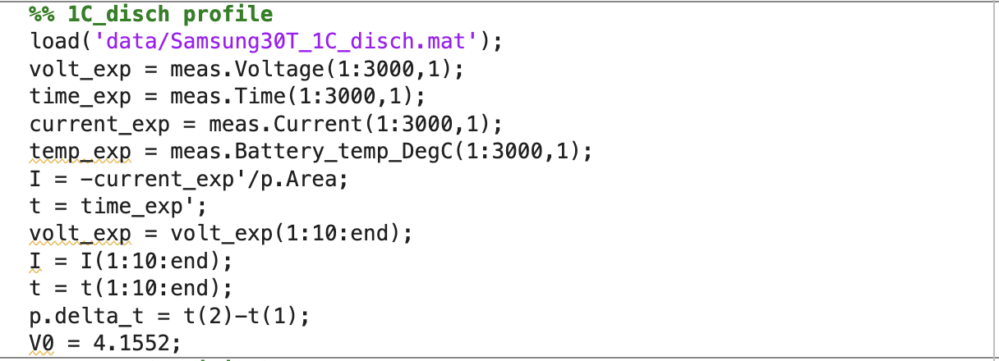 %% 1C_disch profile
load('data/Samsung30T_1C_disch.mat');
volt_exp = meas.Voltage(1:3000,1);
time_exp = meas.Time(1:3000,1);
current_exp = meas.Current(1:3000,1);
temp_exp = meas.Battery_temp_DegC(1:3000,1);
I = -current_exp'/p.Area;
t = time_exp';
volt_exp = volt_exp(1:10:end);
I = I(1:10:end);
t = t(1:10:end);
p.delta_t = t(2)-t(1);
V0 = 4.1552;